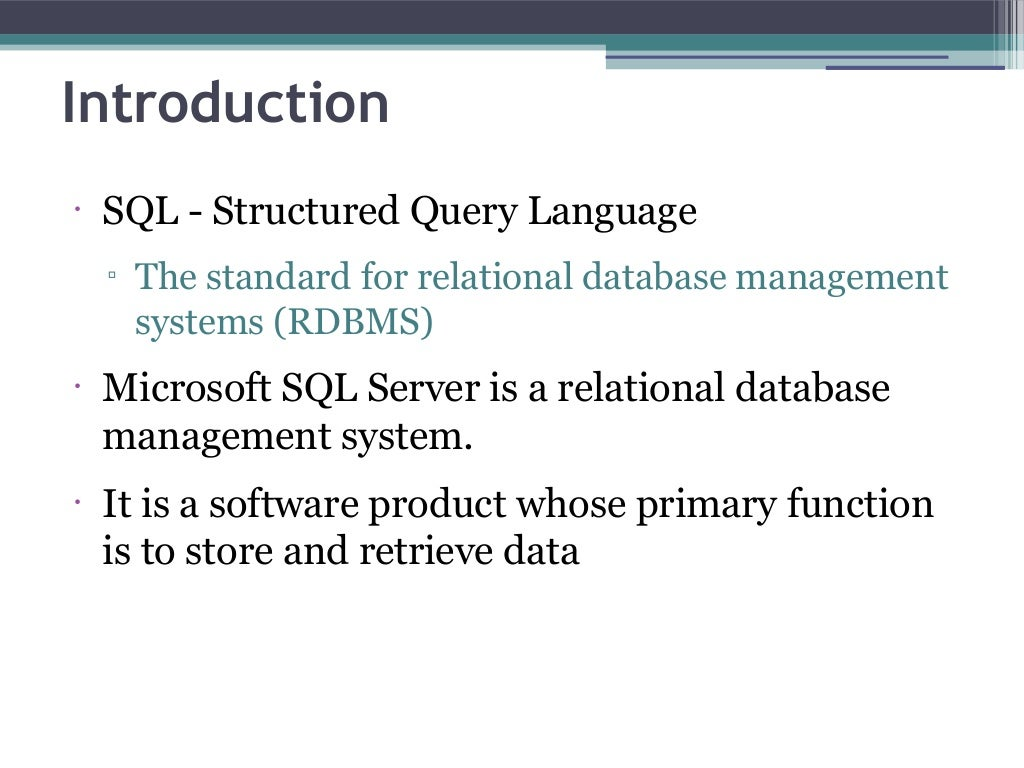 Introduction
SQL - Structured Query Language
The standard for relational database management
systems (RDBMS)
Microsoft SQL Server is a relational database
management system.
It is a software product whose primary function
is to store and retrieve data